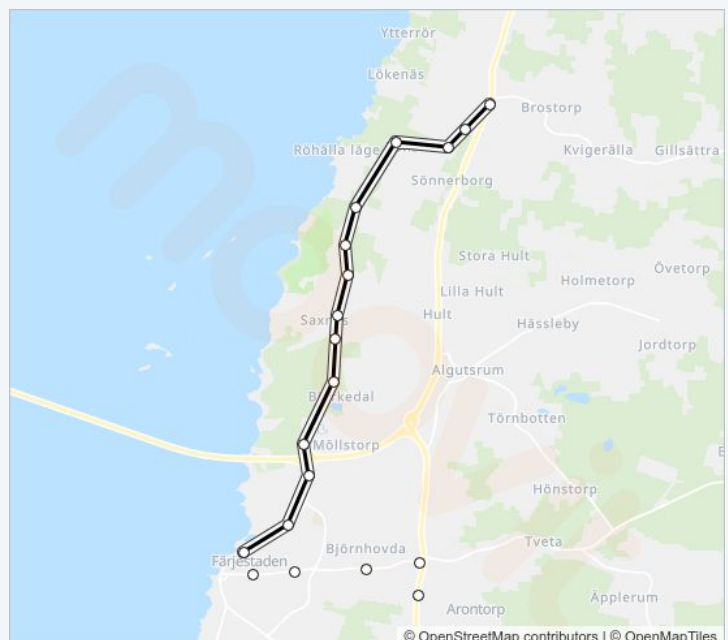 Ytterrör
Lökenäs
Brostorp
Röhälla läge
Kvigerälla
Gillsättra
Sönnerborg
Stora Hult
Övetorp
Holmetorp
Lilla Hult
Hult
Hässleby
Jordtorp
Algutsrum
Törnbotten
Möllstorp
Hönstorp
Tveta
Björnhovda
Färjestaden
Äpplerum
Arontorp
© OpenStreetMap contributors | © OpenMapTiles